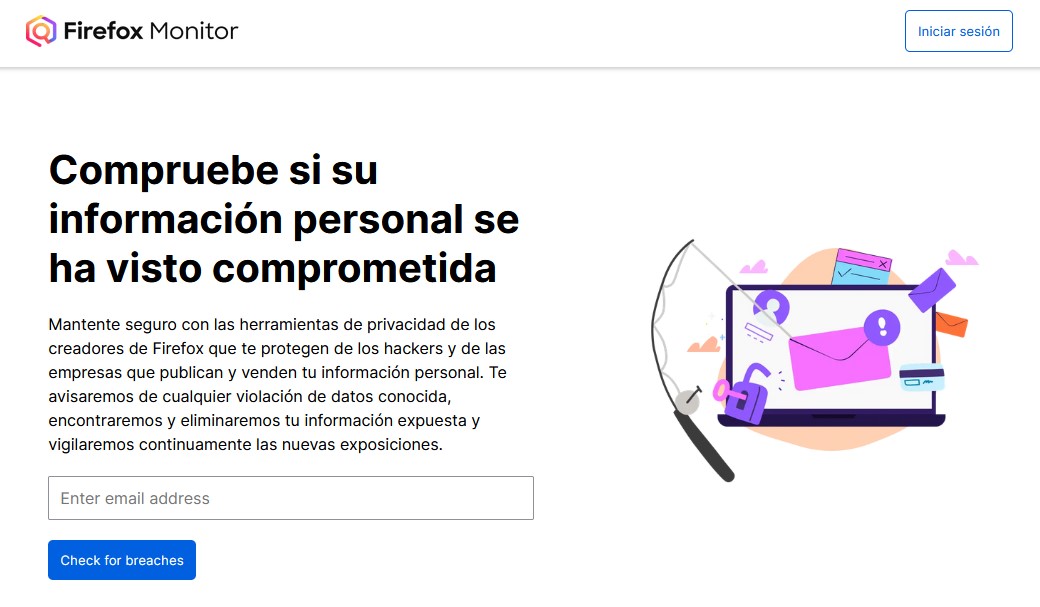 Firefox Monitor
Iniciar sesión
Compruebe si su
información personal se
ha visto comprometida
Mantente seguro con las herramientas de privacidad de los
creadores de Firefox que te protegen de los hackers y de las
empresas que publican y venden tu información personal. Te
avisaremos de cualquier violación de datos conocida,
encontraremos y eliminaremos tu información expuesta y
vigilaremos continuamente las nuevas exposiciones.
Enter email address
Check for breaches